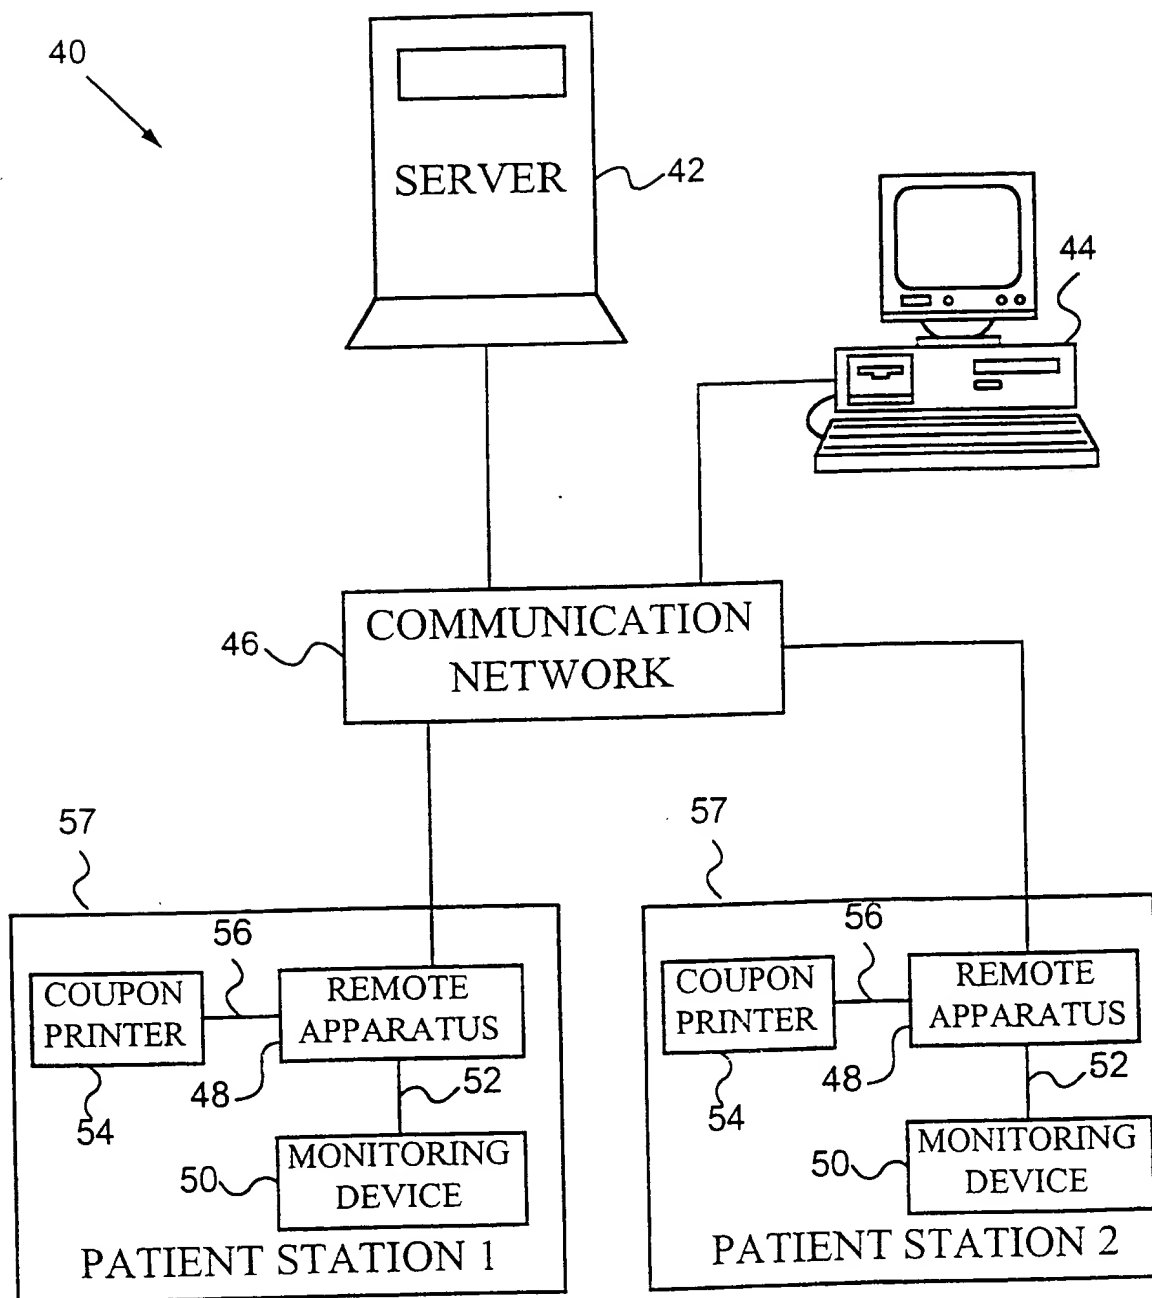 40
SERVER
42
44
COMMUNICATION
NETWORK
46
57
57
56
COUPON
PRINTER
REMOTE
APPARATUS
48
52
54
MONITORING
DEVICE
50
PATIENT STATION 1
56
COUPON
PRINTER
REMOTE
APPARATUS
48
52
54
MONITORING
DEVICE
50
PATIENT STATION 2